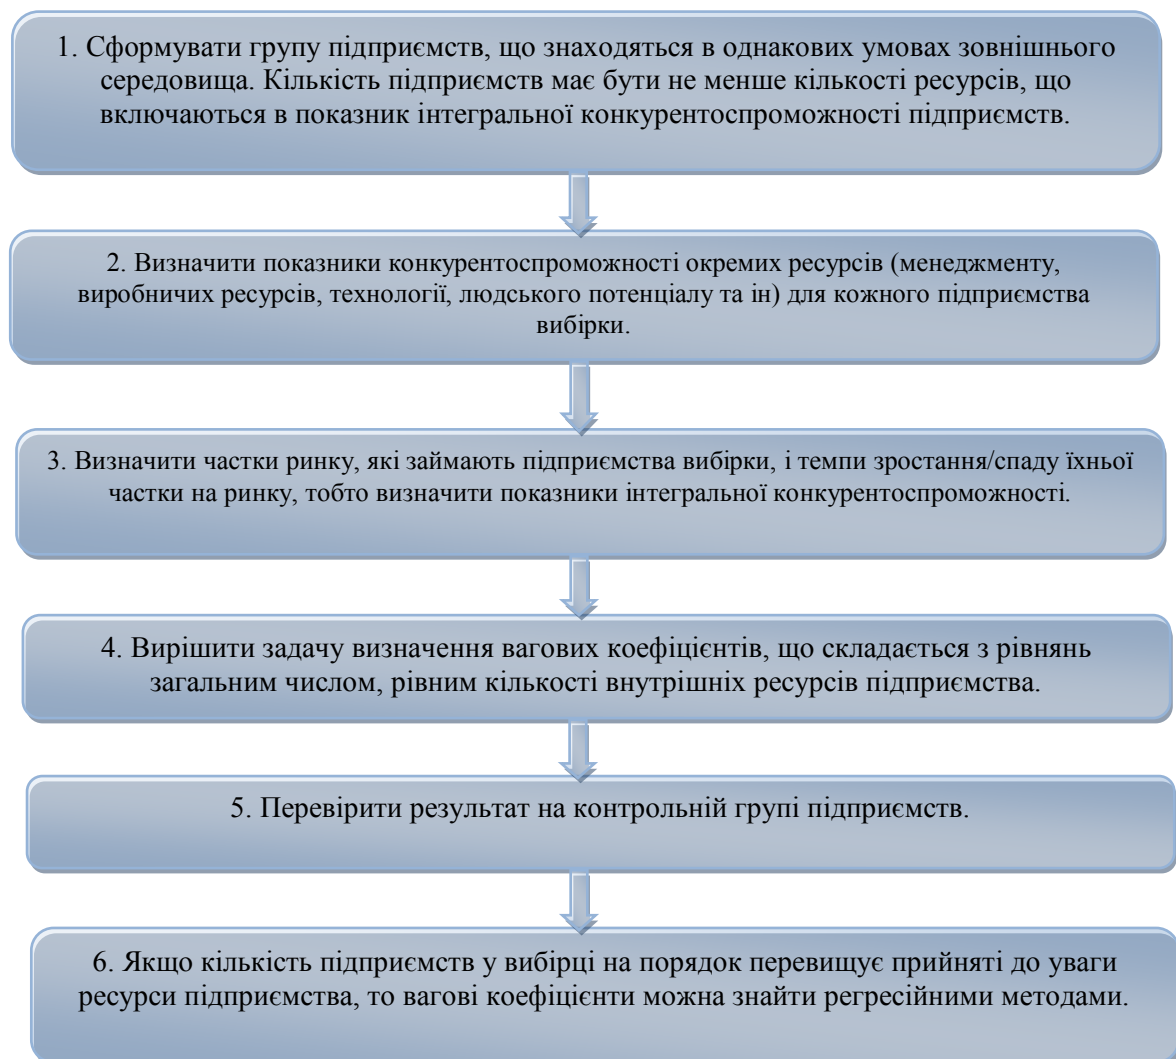 1. Сформувати групу підприємств, що знаходяться в однакових умовах зовнішнього
середовища. Кількість підприємств має бути не менше кількості ресурсів, що
включаються в показник інтегральної конкурентоспроможності підприємств.
2. Визначити показники конкурентоспроможності окремих ресурсів (менеджменту,
виробничих ресурсів, технології, людського потенціалу та ін) для кожного підприємства
вибірки.
3. Визначити частки ринку, які займають підприємства вибірки, і темпи зростання/спаду їхньої
частки на ринку, тобто визначити показники інтегральної конкурентоспроможності.
4. Вирішити задачу визначення вагових коефіцієнтів, що складається з рівнянь
загальним числом, рівним кількості внутрішніх ресурсів підприємства.
5. Перевірити результат на контрольній групі підприємств.
6. Якщо кількість підприємств у вибірці на порядок перевищує прийняті до уваги
ресурси підприємства, то вагові коефіцієнти можна знайти регресійними методами.